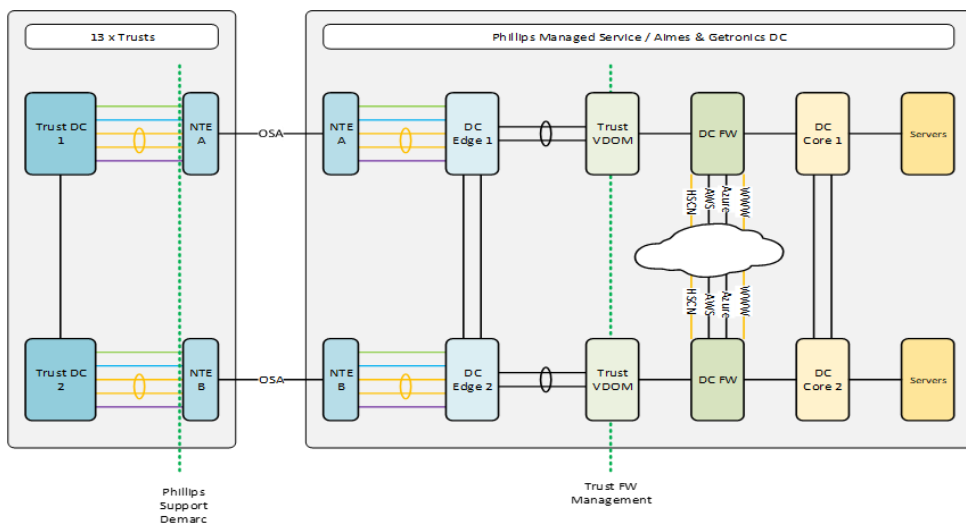 13 x Trusts
Phillips Managed Service / Aimes & Getronics DC
Trust DC
1
NTE
A
OSA
NTE
A
DC
Edge 1
Trust
VDOM
DC FW
DC
Core 1
Servers
HSCN
AWS
Azure
WWW
HSCN
AWS
Azure
WWW
Trust DC
2
NTE
B
OSA
NTE
B
DC
Edge 2
Trust
VDOM
DC FW
DC
Core 2
Servers
Phillips
Support
Demarc
Trust FW
Management